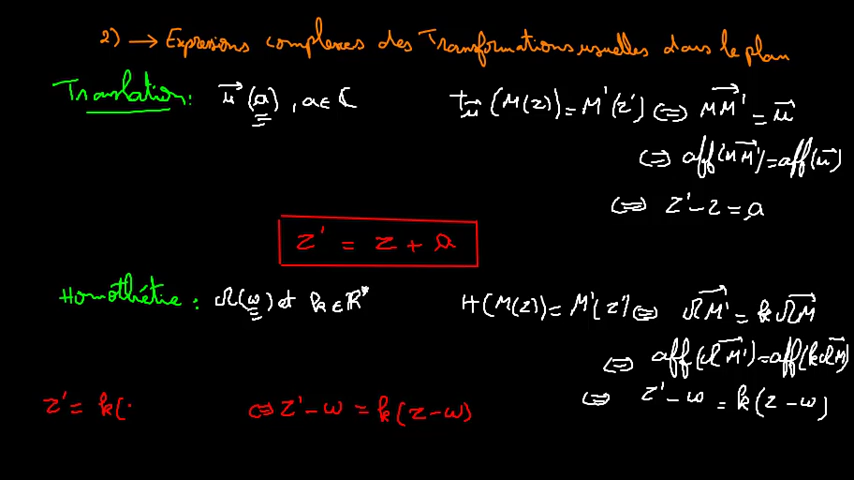 2) → Expressions complexes des Transformations usuelles dans le plan
Translation : u⃗(a), a∈ℂ t_u⃗(M(z))=M'(z') ⟺ MM'⃗ = u⃗
⟺ aff(MM'⃗)=aff(u⃗)
⟺ z'-z=a
z' = z + a
Homothétie : Ω(ω) et k∈ℝ* H(M(z))=M'(z') ⟺ ΩM'⃗ = kΩM⃗
⟺ aff(ΩM'⃗)=aff(kΩM⃗)
⟺ z'-ω = k(z-ω)
z' = k( ⟺ z'-ω = k(z-ω)